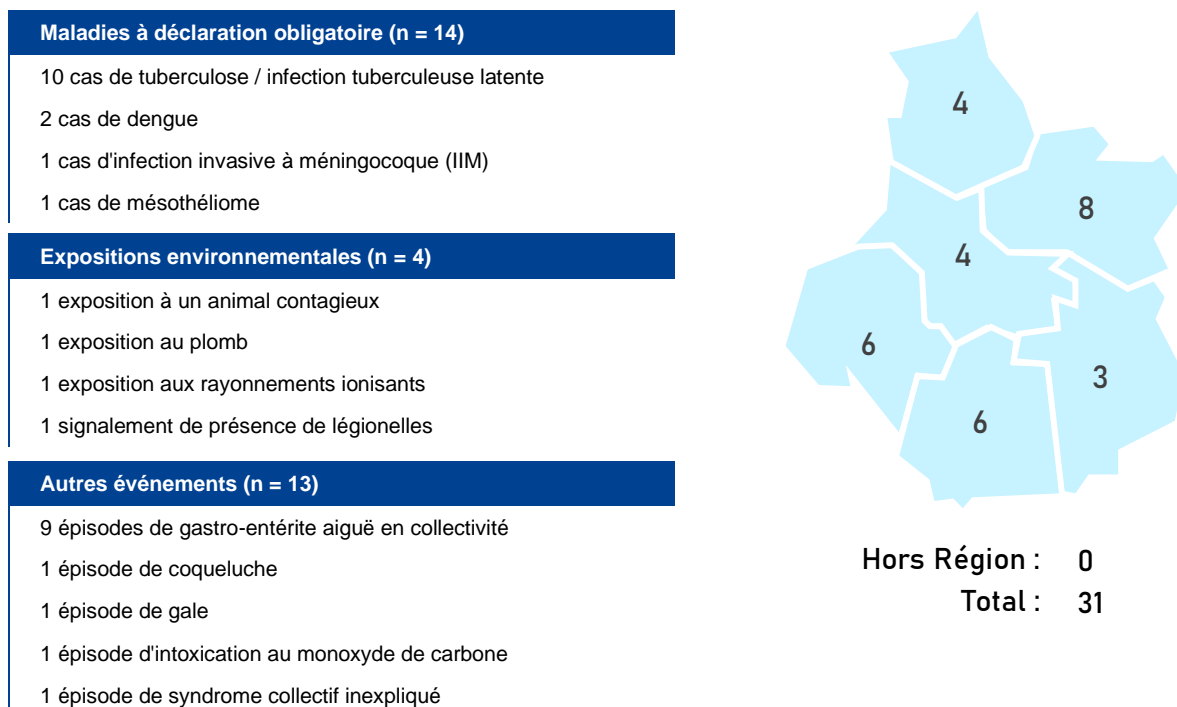 Maladies à déclaration obligatoire (n = 14)
10 cas de tuberculose / infection tuberculeuse latente
2 cas de dengue
1 cas d'infection invasive à méningocoque (IIM)
1 cas de mésothéliome
Expositions environnementales (n = 4)
1 exposition à un animal contagieux
1 exposition au plomb
1 exposition aux rayonnements ionisants
1 signalement de présence de légionelles
Autres événements (n = 13)
9 épisodes de gastro-entérite aiguë en collectivité
1 épisode de coqueluche
1 épisode de gale
1 épisode d'intoxication au monoxyde de carbone
1 épisode de syndrome collectif inexpliqué
4
8
4
6
3
6
Hors Région : 0
Total : 31